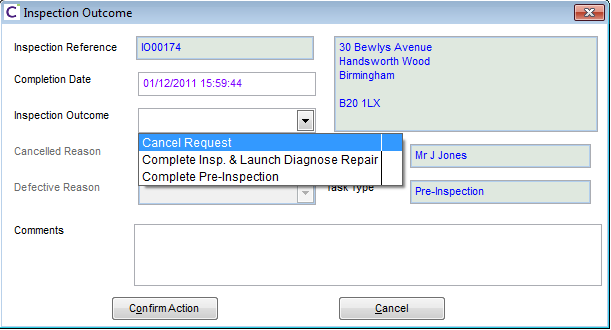 C Inspection Outcome
Inspection Reference
IO00174
30 Bewlys Avenue
Handsworth Wood
Birmingham
B20 1LX
Completion Date
01/12/2011 15:59:44
Inspection Outcome
Cancel Request
Complete Insp. & Launch Diagnose Repair
Complete Pre-Inspection
Cancelled Reason
Mr J Jones
Defective Reason
Task Type
Pre-Inspection
Comments
Confirm Action
Cancel